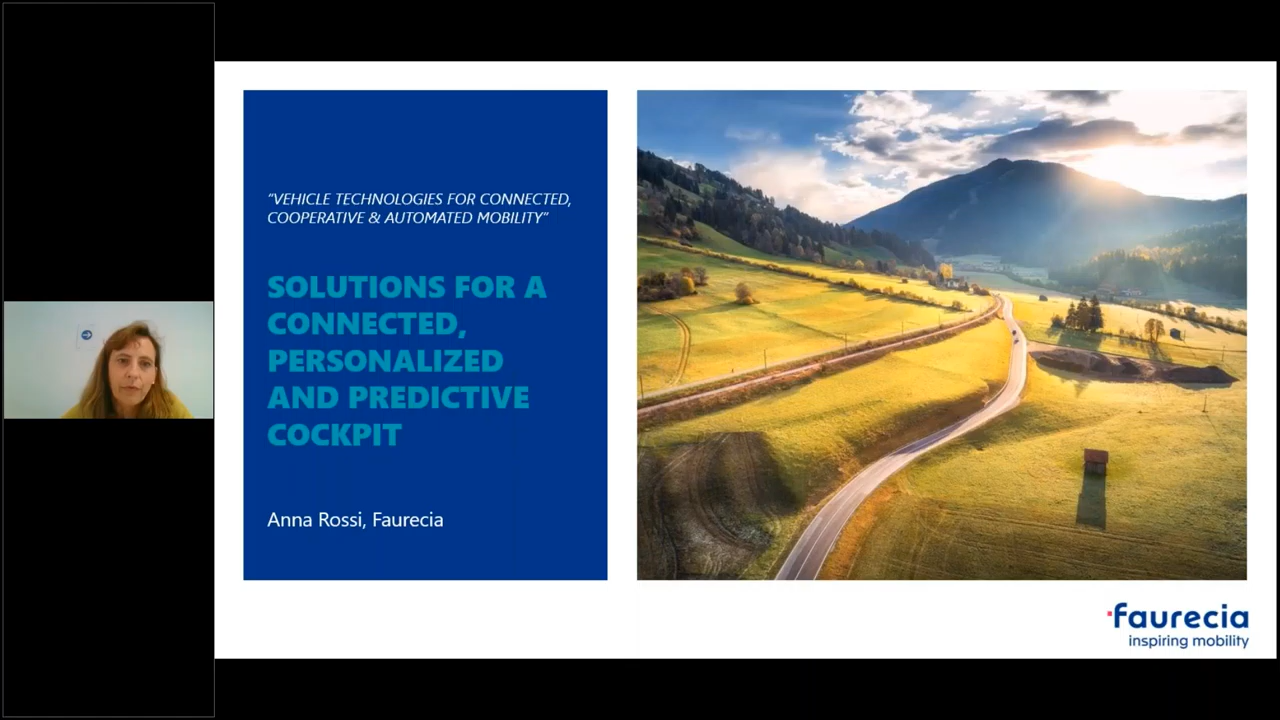 “VEHICLE TECHNOLOGIES FOR CONNECTED,
COOPERATIVE & AUTOMATED MOBILITY”
SOLUTIONS FOR A
CONNECTED,
PERSONALIZED
AND PREDICTIVE
COCKPIT
Anna Rossi, Faurecia
faurecia
inspiring mobility